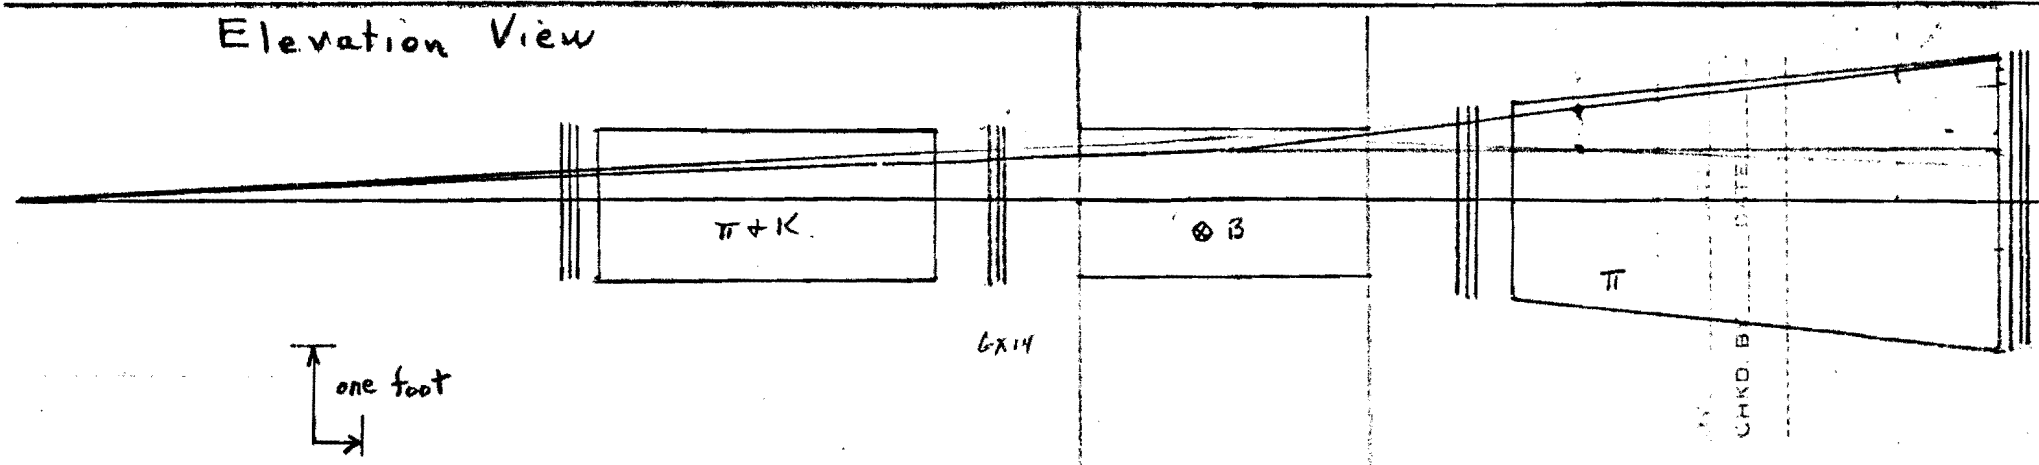 Elevation View
π + K.
⊗ B
π
6X14
one foot
CHKD. BY DATE